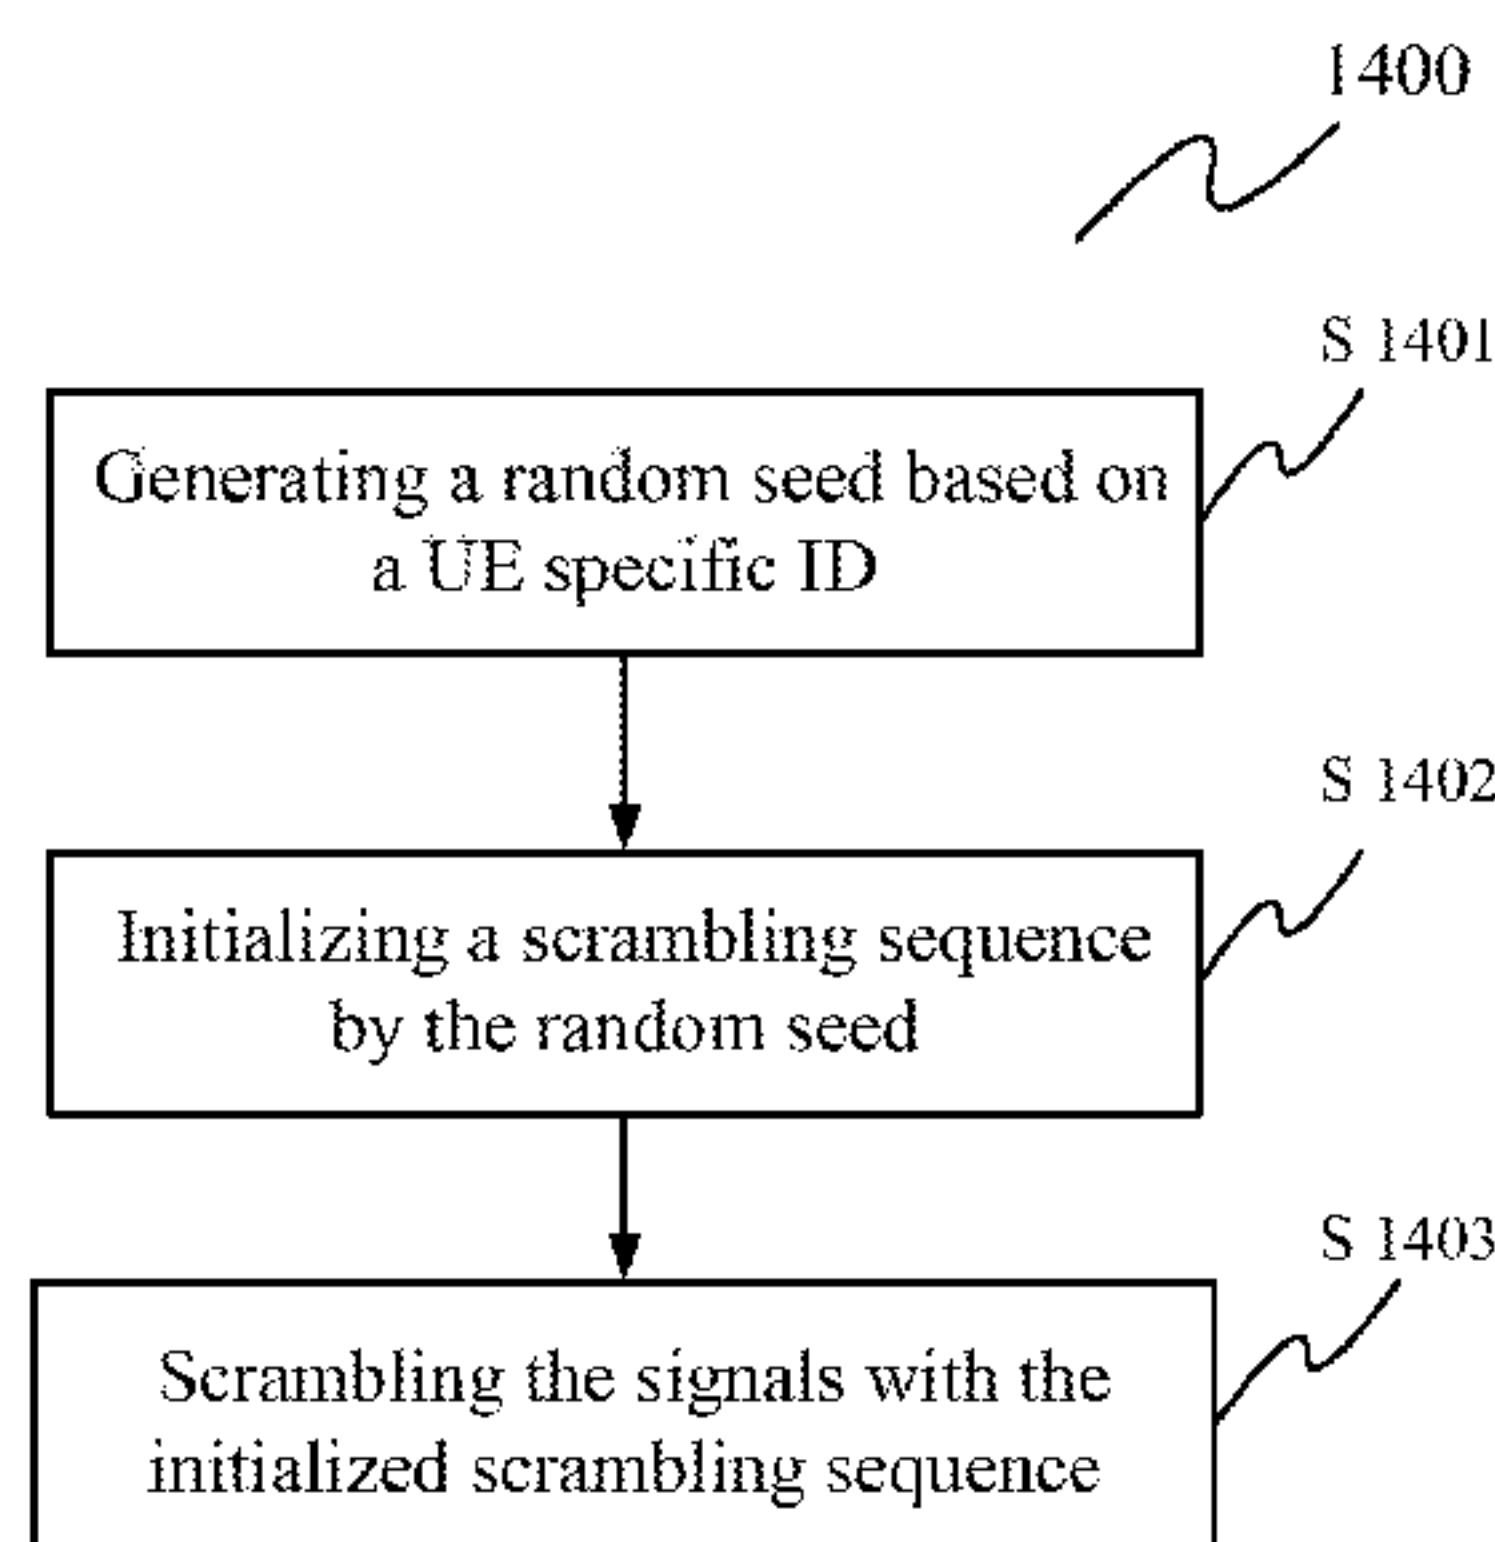 1400
S 1401
Generating a random seed based on
a UE specific ID
S 1402
Initializing a scrambling sequence
by the random seed
S 1403
Scrambling the signals with the
initialized scrambling sequence